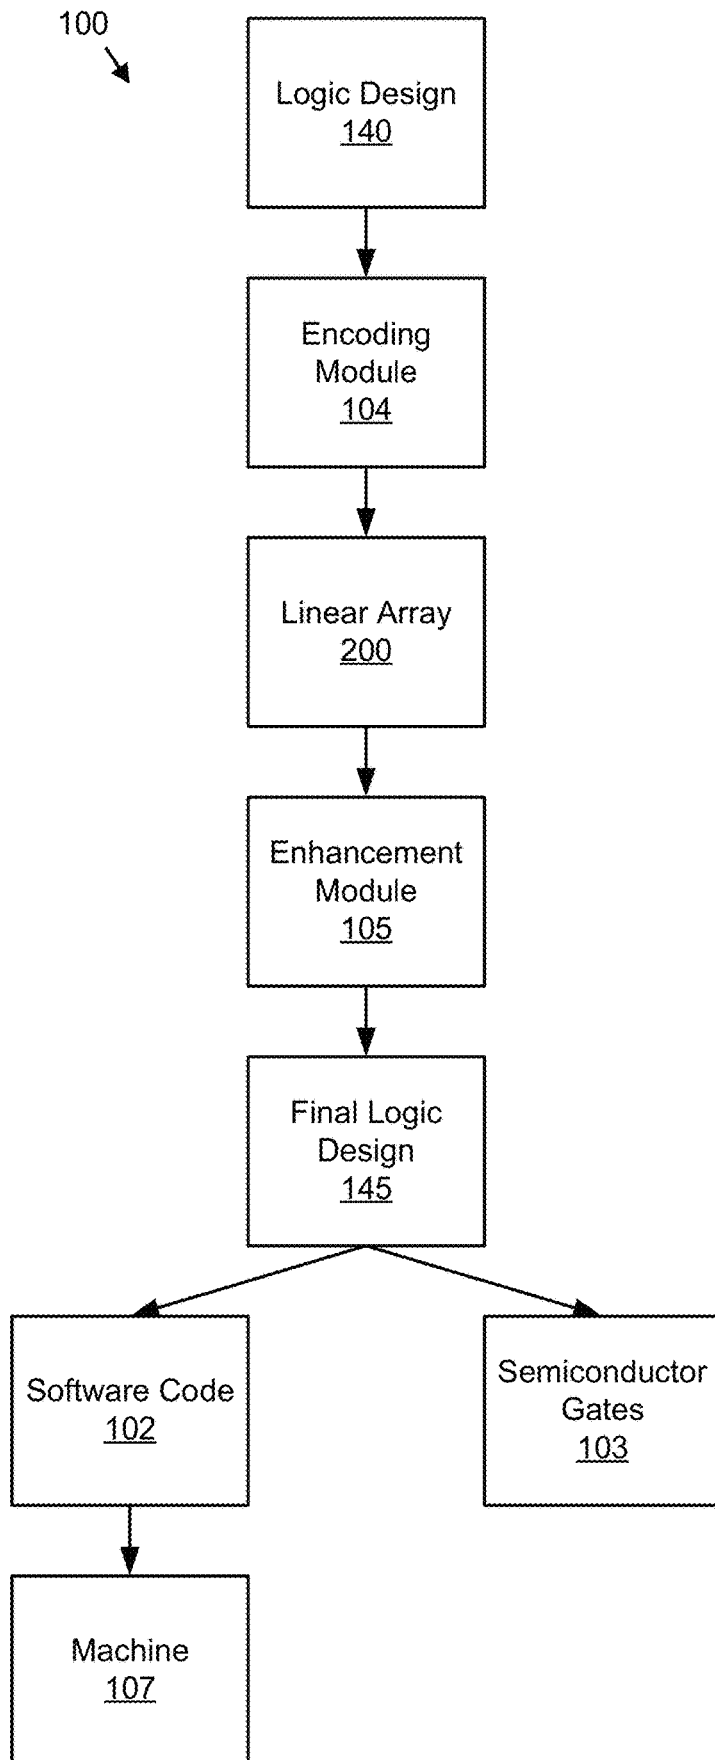 100
Logic Design
140
Encoding
Module
104
Linear Array
200
Enhancement
Module
105
Final Logic
Design
145
Software Code
102
Semiconductor
Gates
103
Machine
107